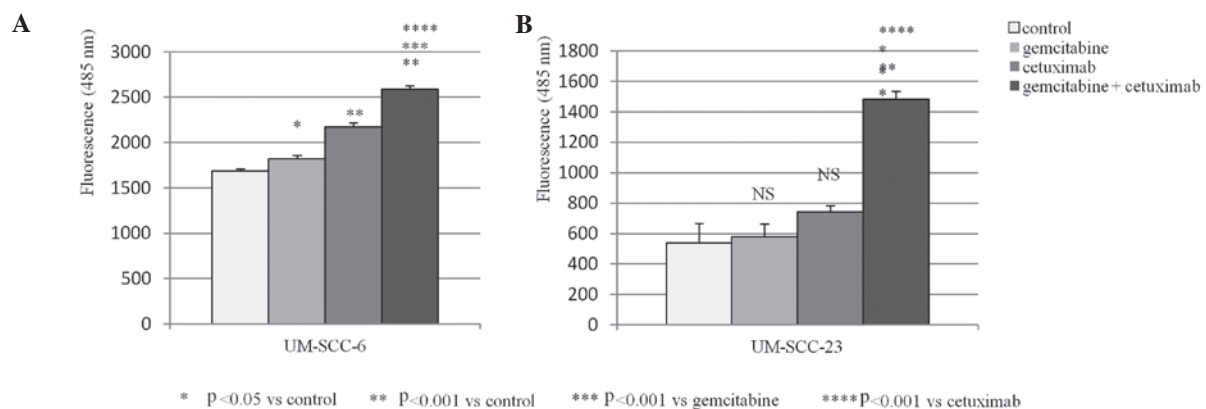 A
Fluorescence (485 nm)
3000
2500
2000
1500
1000
500
0
*
**
****
***
**
UM-SCC-6
B
Fluorescence (485 nm)
1800
1600
1400
1200
1000
800
600
400
200
0
NS
NS
****
*
**
*
*
UM-SCC-23
control
gemcitabine
cetuximab
gemcitabine + cetuximab
* p<0.05 vs control ** p<0.001 vs control *** p<0.001 vs gemcitabine ****p<0.001 vs cetuximab